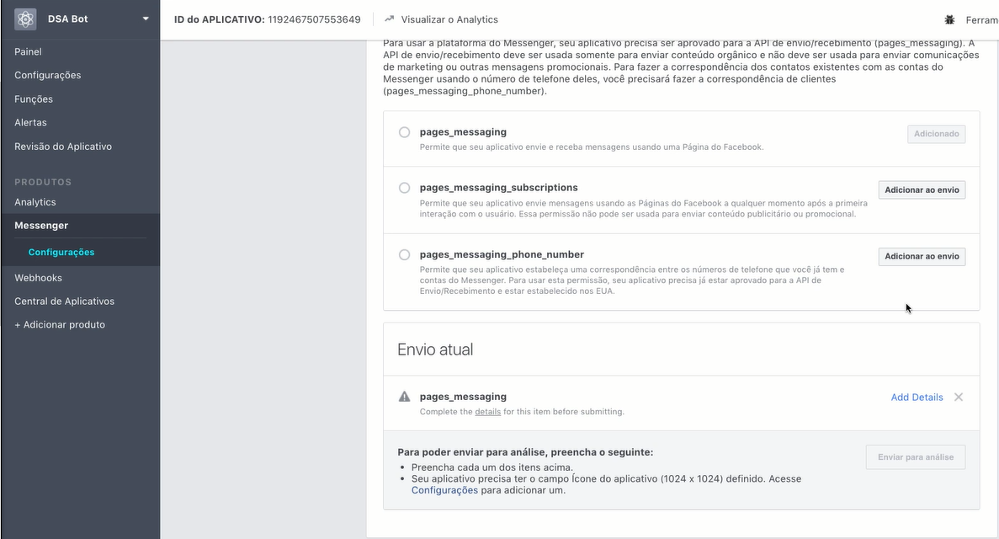 DSA Bot
ID do APLICATIVO: 1192467507553649
Visualizar o Analytics
Ferram
Painel
Configurações
Funções
Alertas
Revisão do Aplicativo
PRODUTOS
Analytics
Messenger
Configurações
Webhooks
Central de Aplicativos
+ Adicionar produto
Para usar a plataforma do Messenger, seu aplicativo precisa ser aprovado para a API de envio/recebimento (pages_messaging). A
API de envio/recebimento deve ser usada somente para enviar conteúdo orgânico e não deve ser usada para enviar comunicações
de marketing ou outras mensagens promocionais. Para fazer a correspondência dos contatos existentes com as contas do
Messenger usando o número de telefone deles, você precisará fazer a correspondência de clientes
(pages_messaging_phone_number).
pages_messaging
Adicionado
Permite que seu aplicativo envie e receba mensagens usando uma Página do Facebook.
pages_messaging_subscriptions
Adicionar ao envio
Permite que seu aplicativo envie mensagens usando as Páginas do Facebook a qualquer momento após a primeira
interação com o usuário. Essa permissão não pode ser usada para enviar conteúdo publicitário ou promocional.
pages_messaging_phone_number
Adicionar ao envio
Permite que seu aplicativo estabeleça uma correspondência entre os números de telefone que você já tem e
contas do Messenger. Para usar esta permissão, seu aplicativo precisa já estar aprovado para a API de
Envio/Recebimento e estar estabelecido nos EUA.
Envio atual
pages_messaging
Add Details
Complete the details for this item before submitting.
Para poder enviar para análise, preencha o seguinte:
Enviar para análise
• Preencha cada um dos itens acima.
• Seu aplicativo precisa ter o campo Ícone do aplicativo (1024 x 1024) definido. Acesse
Configurações para adicionar um.